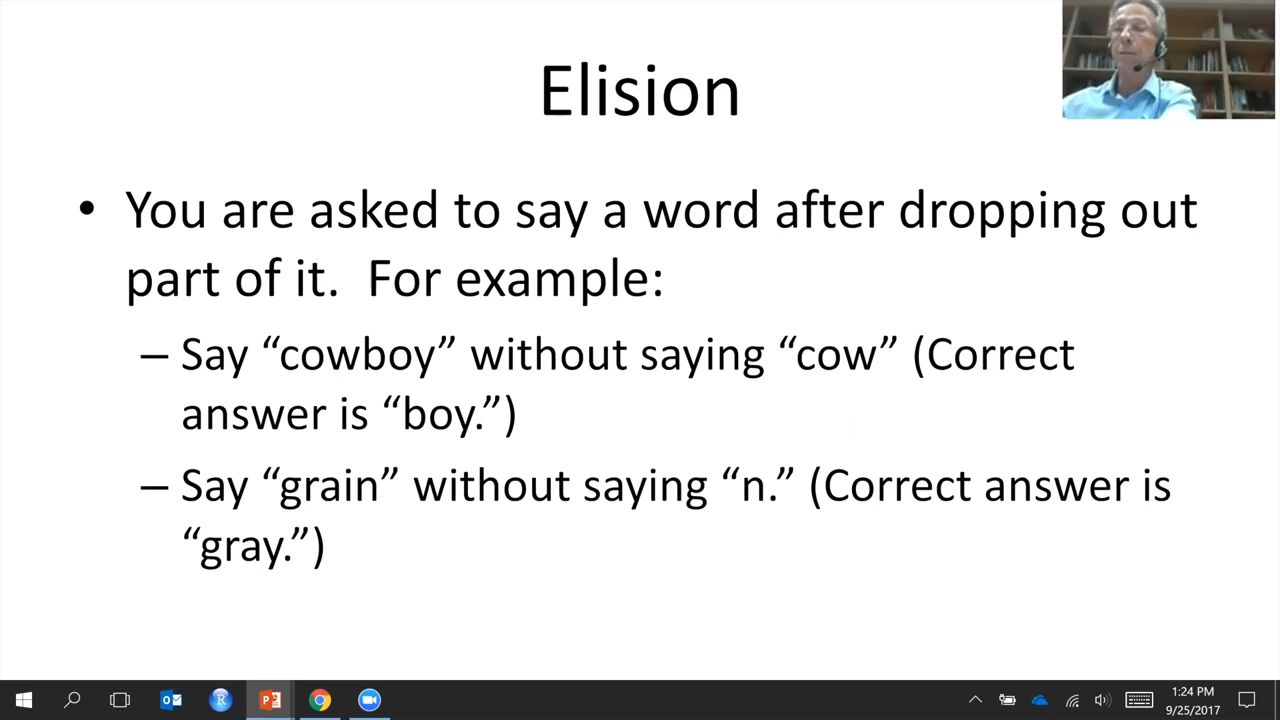 Elision
• You are asked to say a word after dropping out
part of it.  For example:
– Say “cowboy” without saying “cow” (Correct
answer is “boy.”)
– Say “grain” without saying “n.” (Correct answer is
“gray.”)
1:24 PM
9/25/2017